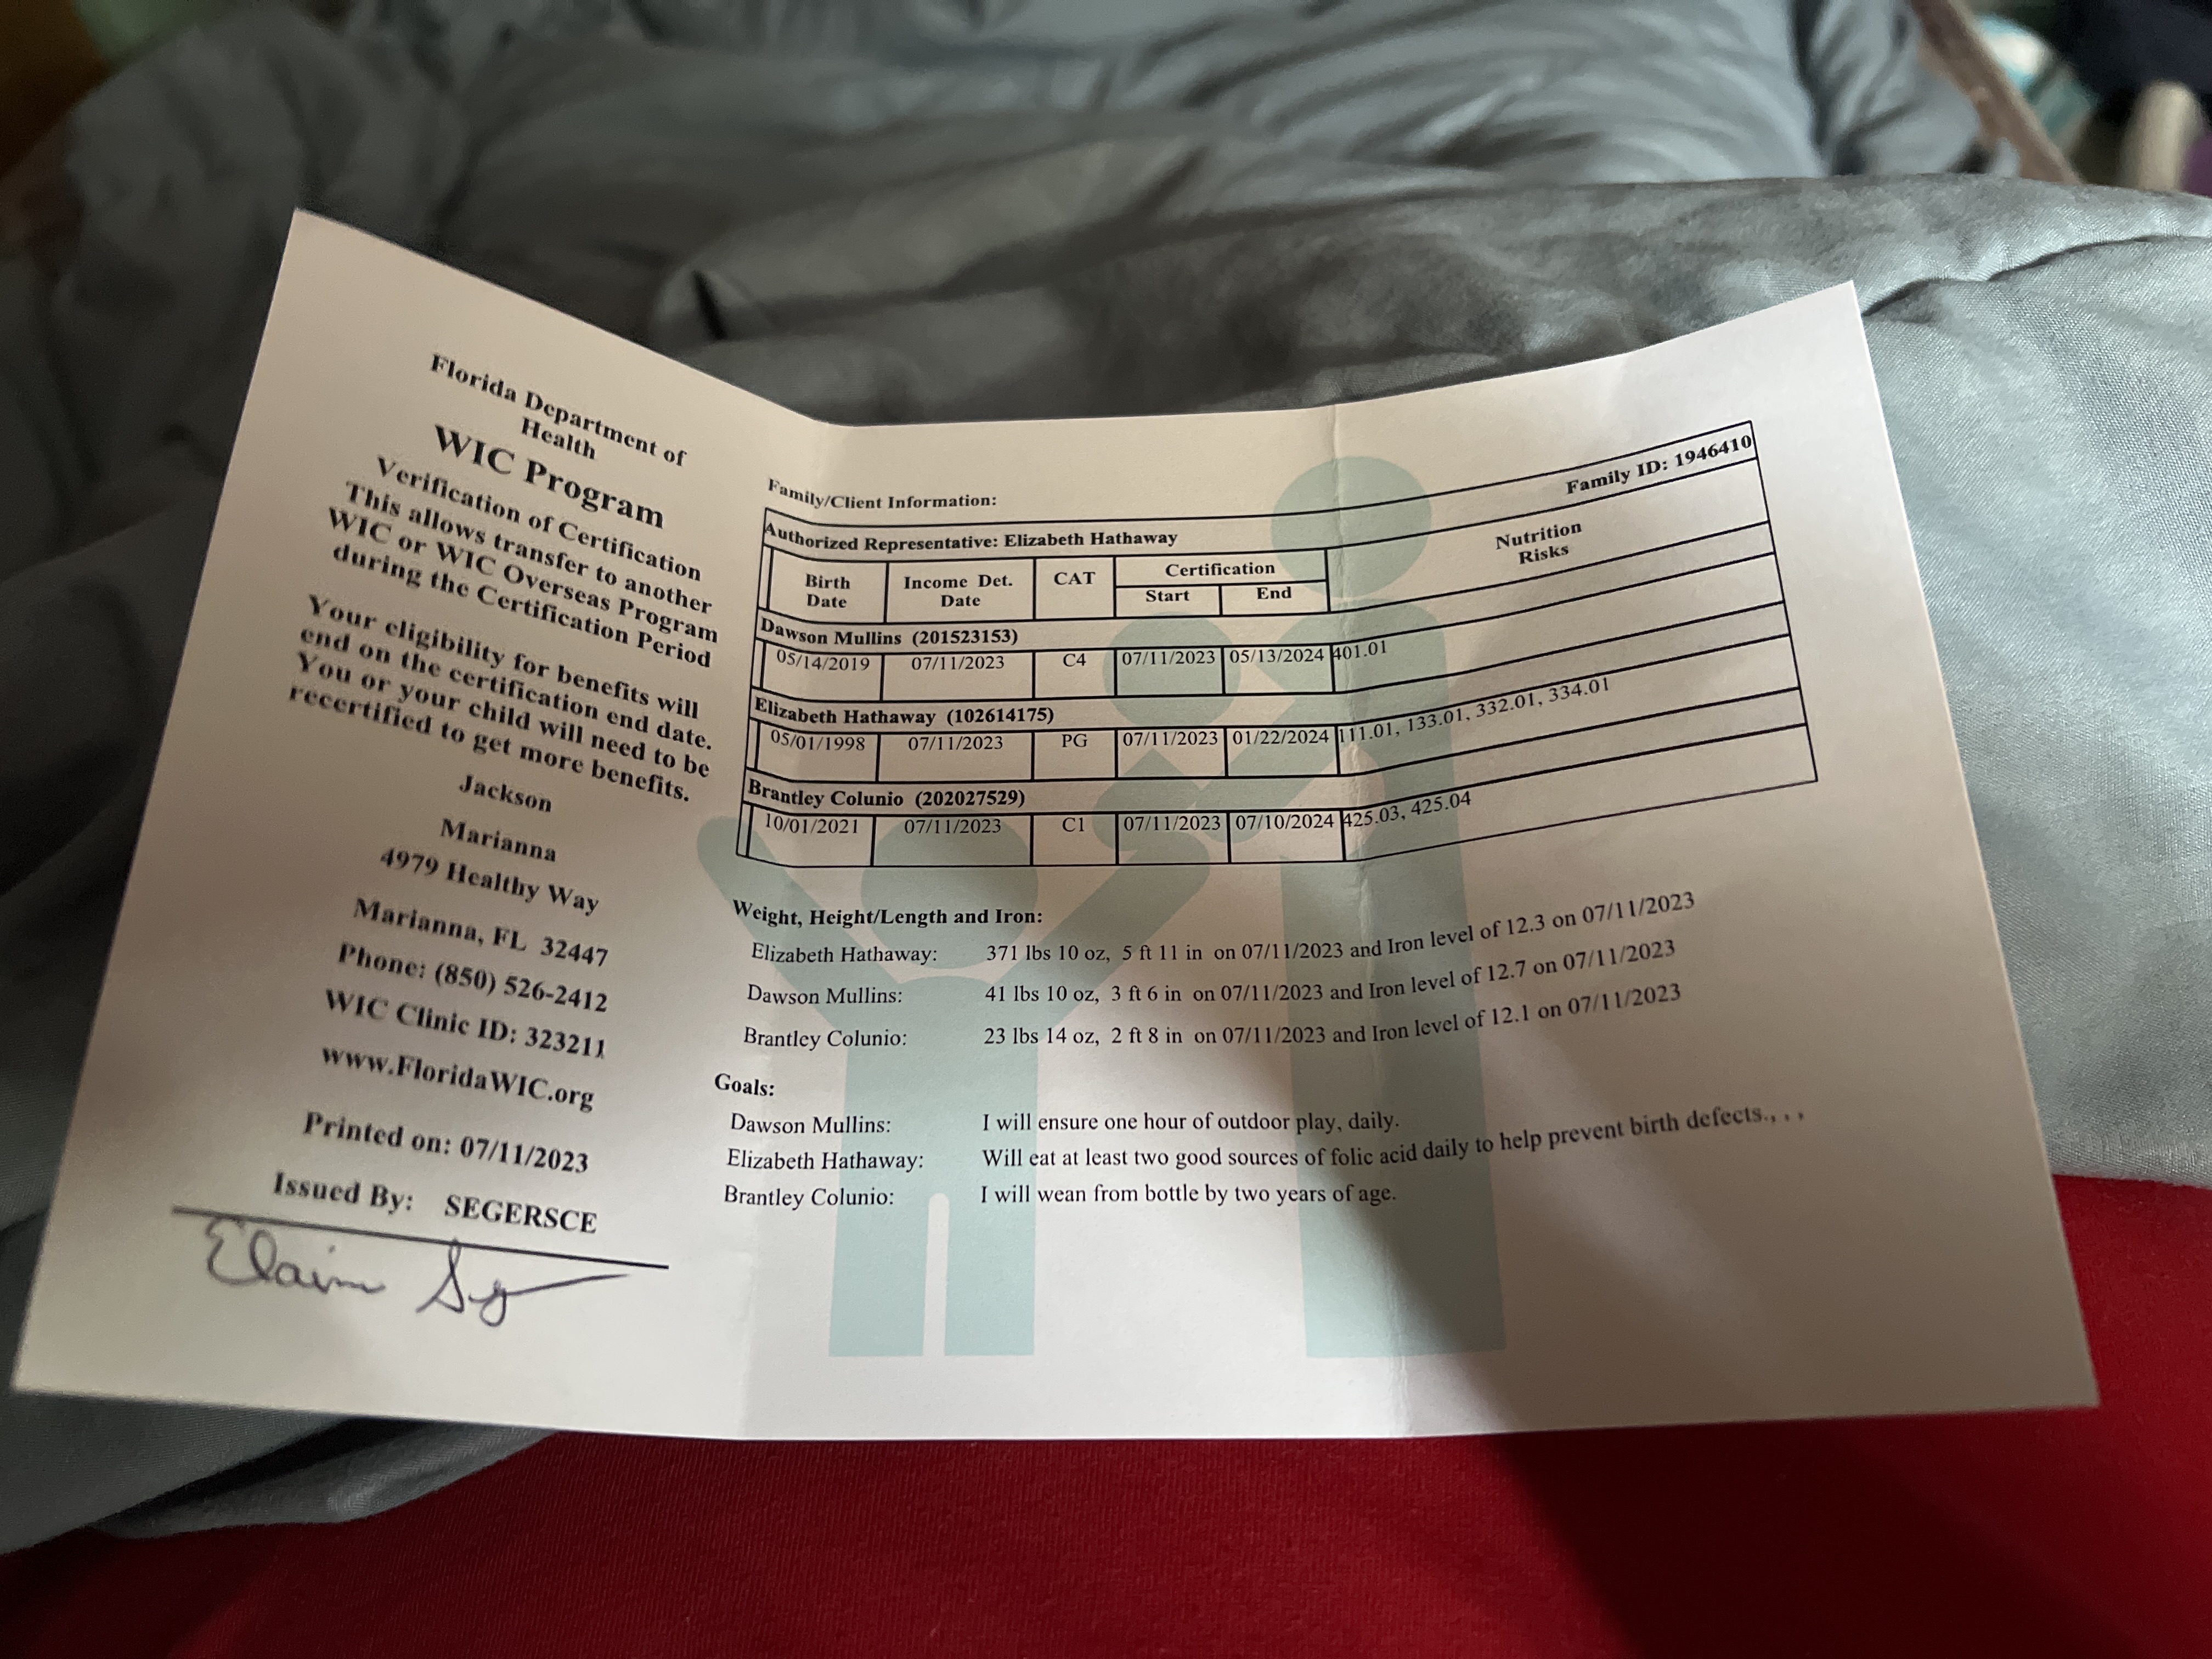 Florida Department of
Health
WIC Program
Verification of Certification
This allows transfer to another
WIC or WIC Overseas Program
during the Certification Period
Your eligibility for benefits will
end on the certification end date.
You or your child will need to be
recertified to get more benefits.
Jackson
Marianna
4979 Healthy Way
Marianna, FL 32447
Phone: (850) 526-2412
WIC Clinic ID: 323211
www.FloridaWIC.org
Printed on: 07/11/2023
Issued By: SEGERSCE
Family/Client Information:
Authorized Representative: Elizabeth Hathaway Family ID: 1946410
Birth Date Income Det. Date CAT Certification Start End Nutrition Risks
Dawson Mullins (201523153)
05/14/2019 07/11/2023 C4 07/11/2023 05/13/2024 401.01
Elizabeth Hathaway (102614175)
05/01/1998 07/11/2023 PG 07/11/2023 01/22/2024 111.01, 133.01, 332.01, 334.01
Brantley Colunio (202027529)
10/01/2021 07/11/2023 C1 07/11/2023 07/10/2024 425.03, 425.04
Weight, Height/Length and Iron:
Elizabeth Hathaway: 371 lbs 10 oz, 5 ft 11 in on 07/11/2023 and Iron level of 12.3 on 07/11/2023
Dawson Mullins: 41 lbs 10 oz, 3 ft 6 in on 07/11/2023 and Iron level of 12.7 on 07/11/2023
Brantley Colunio: 23 lbs 14 oz, 2 ft 8 in on 07/11/2023 and Iron level of 12.1 on 07/11/2023
Goals:
Dawson Mullins: I will ensure one hour of outdoor play, daily.
Elizabeth Hathaway: Will eat at least two good sources of folic acid daily to help prevent birth defects., , ,
Brantley Colunio: I will wean from bottle by two years of age.